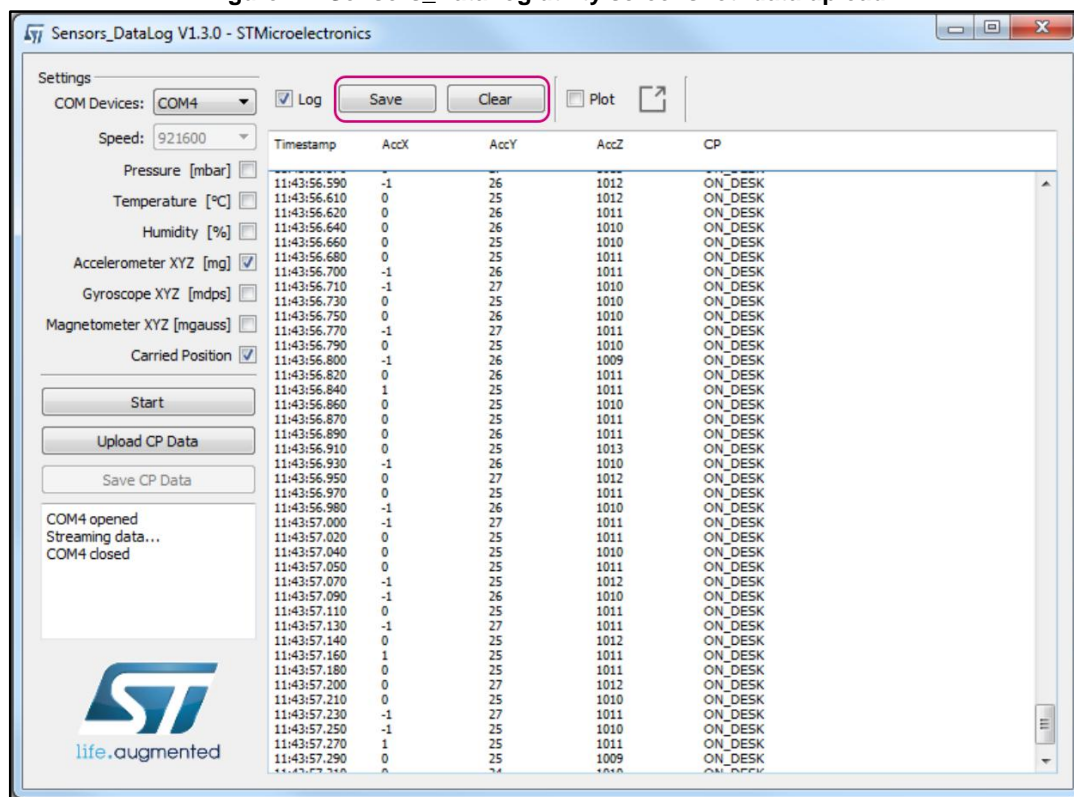 Sensors_DataLog V1.3.0 - STMicroelectronics
Settings
COM Devices: COM4
Log Save Clear Plot
Speed: 921600
Pressure [mbar]
Temperature [°C]
Humidity [%]
Accelerometer XYZ [mg]
Gyroscope XYZ [mdps]
Magnetometer XYZ [mgauss]
Carried Position
Start
Upload CP Data
Save CP Data
COM4 opened
Streaming data...
COM4 closed
ST
life.augmented
Timestamp AccX AccY AccZ CP
11:43:56.590 -1 26 1012 ON_DESK
11:43:56.610 0 25 1012 ON_DESK
11:43:56.620 0 26 1011 ON_DESK
11:43:56.640 0 26 1010 ON_DESK
11:43:56.660 0 25 1010 ON_DESK
11:43:56.680 0 25 1011 ON_DESK
11:43:56.700 -1 26 1011 ON_DESK
11:43:56.710 -1 27 1010 ON_DESK
11:43:56.730 0 25 1010 ON_DESK
11:43:56.750 0 26 1010 ON_DESK
11:43:56.770 -1 27 1011 ON_DESK
11:43:56.790 0 25 1010 ON_DESK
11:43:56.800 -1 26 1009 ON_DESK
11:43:56.820 0 26 1011 ON_DESK
11:43:56.840 1 25 1011 ON_DESK
11:43:56.860 0 25 1010 ON_DESK
11:43:56.870 0 25 1011 ON_DESK
11:43:56.890 0 26 1011 ON_DESK
11:43:56.910 0 25 1013 ON_DESK
11:43:56.930 -1 26 1010 ON_DESK
11:43:56.950 0 27 1012 ON_DESK
11:43:56.970 0 25 1011 ON_DESK
11:43:56.980 -1 26 1010 ON_DESK
11:43:57.000 -1 27 1011 ON_DESK
11:43:57.020 0 25 1011 ON_DESK
11:43:57.040 0 25 1010 ON_DESK
11:43:57.050 0 25 1011 ON_DESK
11:43:57.070 -1 25 1012 ON_DESK
11:43:57.090 -1 26 1010 ON_DESK
11:43:57.110 0 25 1011 ON_DESK
11:43:57.130 -1 27 1011 ON_DESK
11:43:57.140 0 25 1012 ON_DESK
11:43:57.160 1 25 1011 ON_DESK
11:43:57.180 0 25 1011 ON_DESK
11:43:57.200 0 27 1012 ON_DESK
11:43:57.210 0 25 1010 ON_DESK
11:43:57.230 -1 27 1011 ON_DESK
11:43:57.250 -1 25 1010 ON_DESK
11:43:57.270 1 25 1011 ON_DESK
11:43:57.290 0 25 1009 ON_DESK